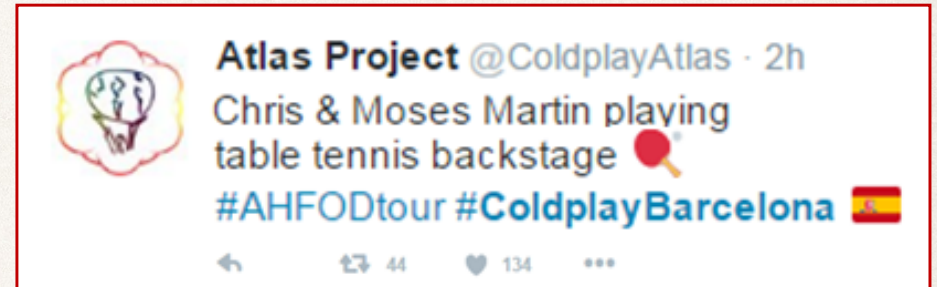 Atlas Project @ColdplayAtlas · 2h
Chris & Moses Martin playing
table tennis backstage 🏓
#AHFODtour #ColdplayBarcelona 🇪🇸
44 134